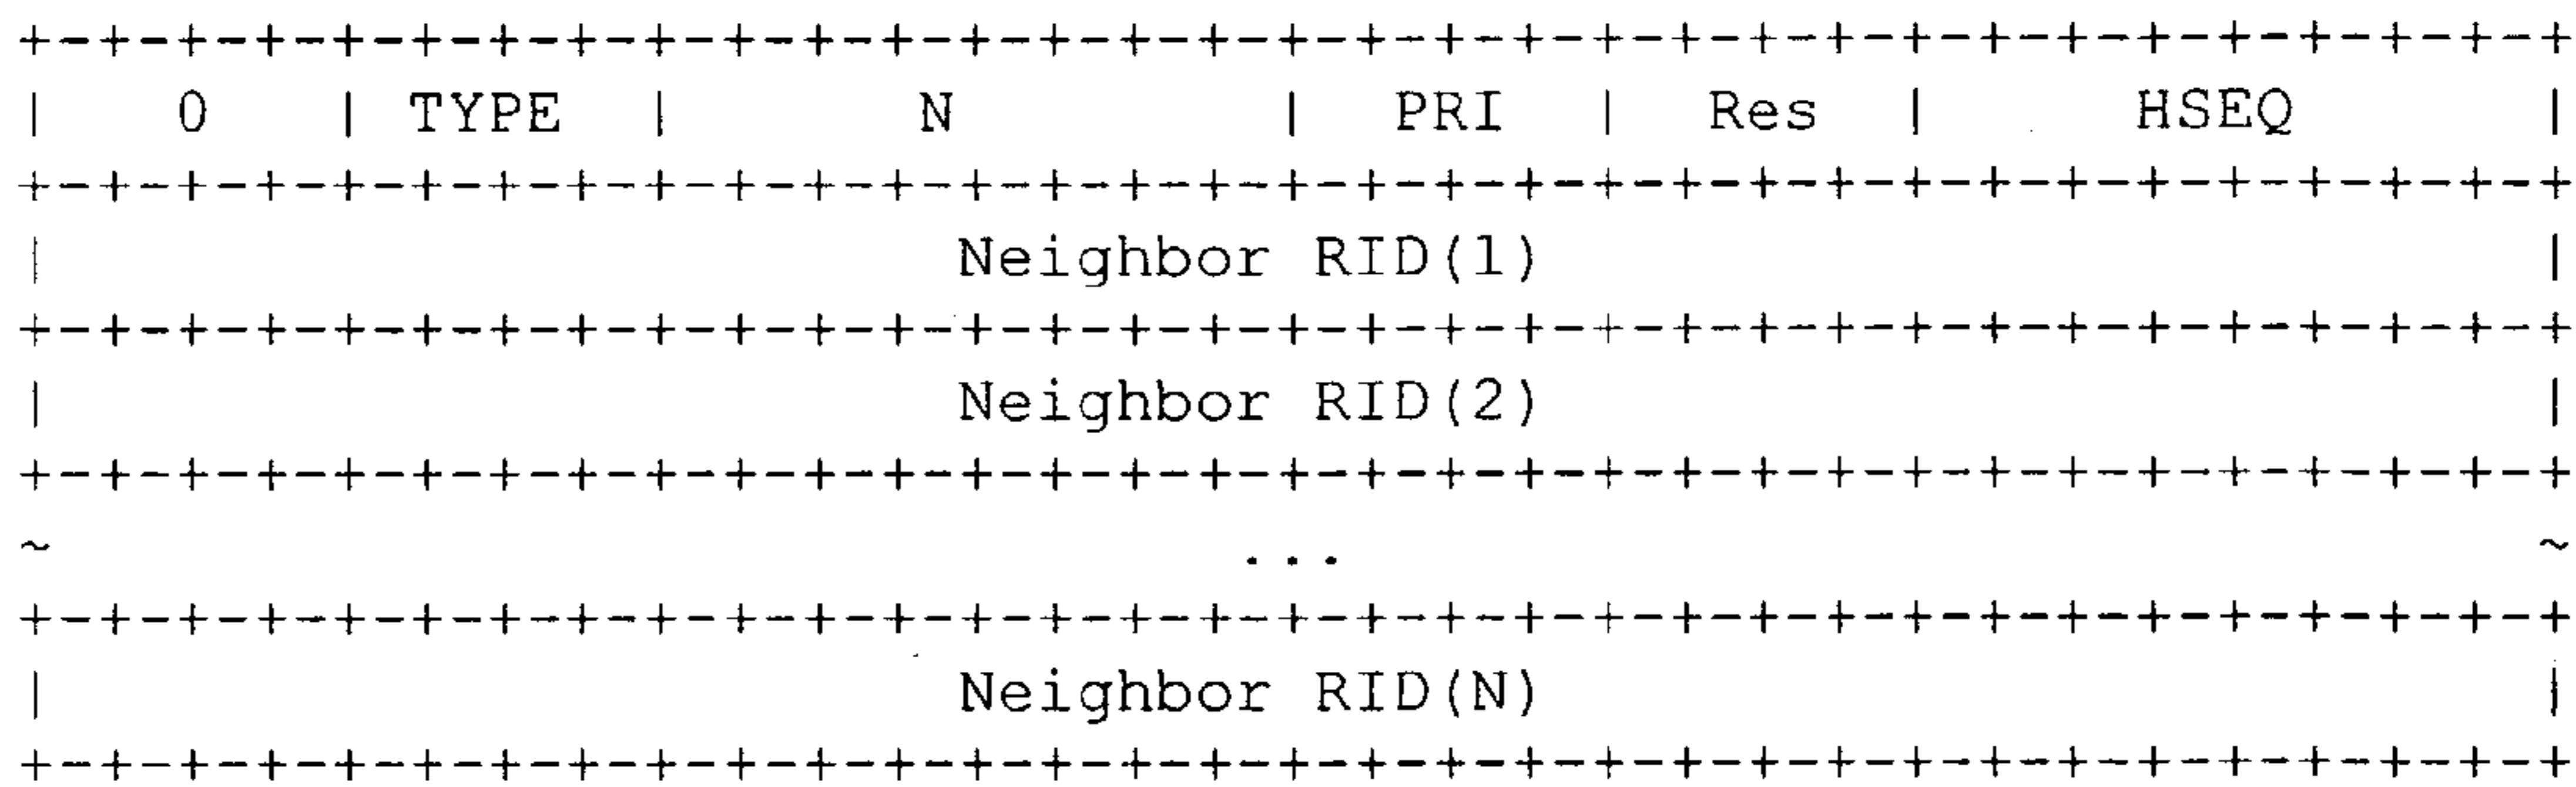 +-+-+-+-+-+-+-+-+-+-+-+-+-+-+-+-+-+-+-+-+-+-+-+-+-+-+-+-+-+-+-+-+
|   0   | TYPE  |      N        |  PRI  |  Res  |     HSEQ      |
+-+-+-+-+-+-+-+-+-+-+-+-+-+-+-+-+-+-+-+-+-+-+-+-+-+-+-+-+-+-+-+-+
|                       Neighbor RID(1)                         |
+-+-+-+-+-+-+-+-+-+-+-+-+-+-+-+-+-+-+-+-+-+-+-+-+-+-+-+-+-+-+-+-+
|                       Neighbor RID(2)                         |
+-+-+-+-+-+-+-+-+-+-+-+-+-+-+-+-+-+-+-+-+-+-+-+-+-+-+-+-+-+-+-+-+
~                              ...                              ~
+-+-+-+-+-+-+-+-+-+-+-+-+-+-+-+-+-+-+-+-+-+-+-+-+-+-+-+-+-+-+-+-+
|                       Neighbor RID(N)                         |
+-+-+-+-+-+-+-+-+-+-+-+-+-+-+-+-+-+-+-+-+-+-+-+-+-+-+-+-+-+-+-+-+